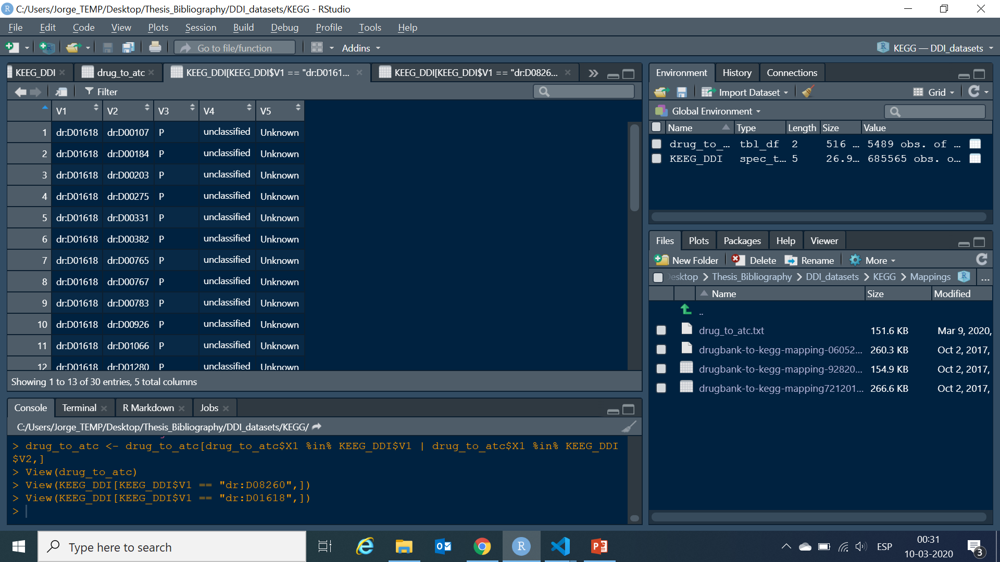 C:/Users/Jorge_TEMP/Desktop/Thesis_Bibliography/DDI_datasets/KEGG - RStudio
File Edit Code View Plots Session Build Debug Profile Tools Help
Go to file/function Addins KEGG — DDI_datasets
KEEG_DDI drug_to_atc KEEG_DDI[KEEG_DDI$V1 == "dr:D0161... KEEG_DDI[KEEG_DDI$V1 == "dr:D0826...
Filter
V1 V2 V3 V4 V5
1 dr:D01618 dr:D00107 P unclassified Unknown
2 dr:D01618 dr:D00184 P unclassified Unknown
3 dr:D01618 dr:D00203 P unclassified Unknown
4 dr:D01618 dr:D00275 P unclassified Unknown
5 dr:D01618 dr:D00331 P unclassified Unknown
6 dr:D01618 dr:D00382 P unclassified Unknown
7 dr:D01618 dr:D00765 P unclassified Unknown
8 dr:D01618 dr:D00767 P unclassified Unknown
9 dr:D01618 dr:D00783 P unclassified Unknown
10 dr:D01618 dr:D00926 P unclassified Unknown
11 dr:D01618 dr:D01066 P unclassified Unknown
12 dr:D01618 dr:D01280 P unclassified Unknown
Showing 1 to 13 of 30 entries, 5 total columns
Console Terminal R Markdown Jobs
C:/Users/Jorge_TEMP/Desktop/Thesis_Bibliography/DDI_datasets/KEGG/
> drug_to_atc <- drug_to_atc[drug_to_atc$X1 %in% KEEG_DDI$V1 | drug_to_atc$X1 %in% KEEG_DDI
$V2,]
> View(drug_to_atc)
> View(KEEG_DDI[KEEG_DDI$V1 == "dr:D08260",])
> View(KEEG_DDI[KEEG_DDI$V1 == "dr:D01618",])
>
Environment History Connections
Import Dataset Grid
Global Environment
Name Type Length Size Value
drug_to_... tbl_df 2 516 ... 5489 obs. of ...
KEEG_DDI spec_t... 5 26.9... 685565 obs. o...
Files Plots Packages Help Viewer
New Folder Delete Rename More
Desktop Thesis_Bibliography DDI_datasets KEGG Mappings ...
Name Size Modified
..
drug_to_atc.txt 151.6 KB Mar 9, 2020,
drugbank-to-kegg-mapping-06052... 260.3 KB Oct 2, 2017,
drugbank-to-kegg-mapping-92820... 154.9 KB Oct 2, 2017,
drugbank-to-kegg-mapping721201... 266.6 KB Oct 2, 2017,
Type here to search
ESP
00:31
10-03-2020
3